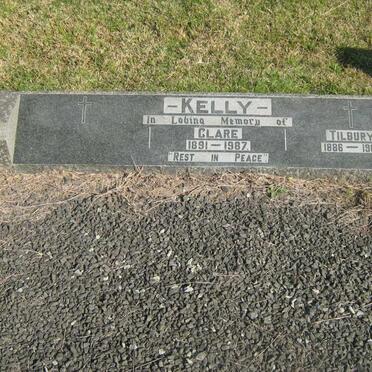 -KELLY-
In Loving Memory of
CLARE
1891-1987.
"REST IN PEACE"
TILBURY
1886-